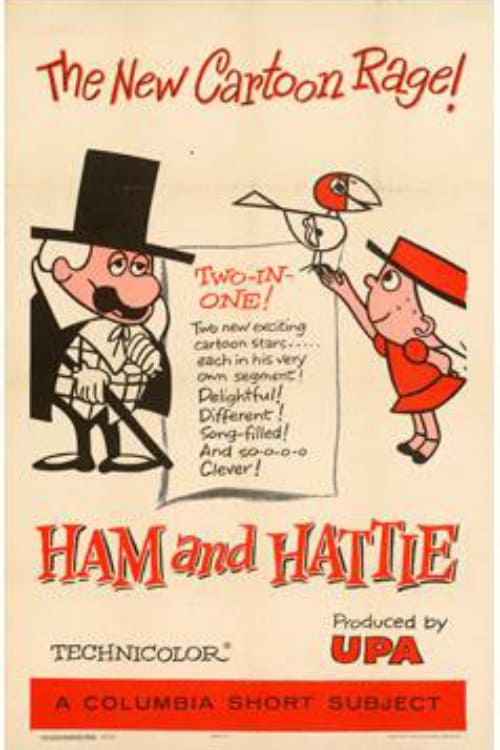 The New Cartoon Rage!
TWO-IN-
ONE!
Two new exciting
cartoon stars.....
each in his very
own segment!
Delightful!
Different!
Song-filled!
And so-o-o-o
Clever!
HAM and HATTIE
TECHNICOLOR®
Produced by
UPA
A COLUMBIA SHORT SUBJECT